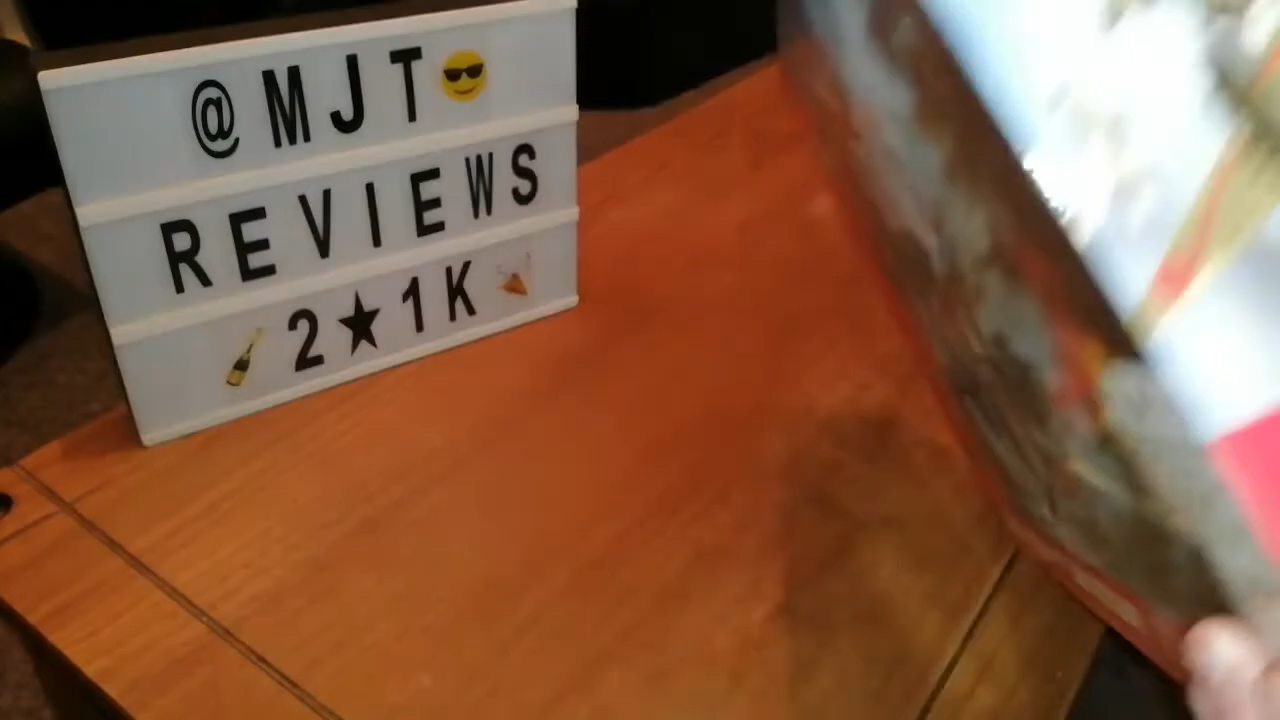 @MJT😎
REVIEWS
🍾2★1K🎉